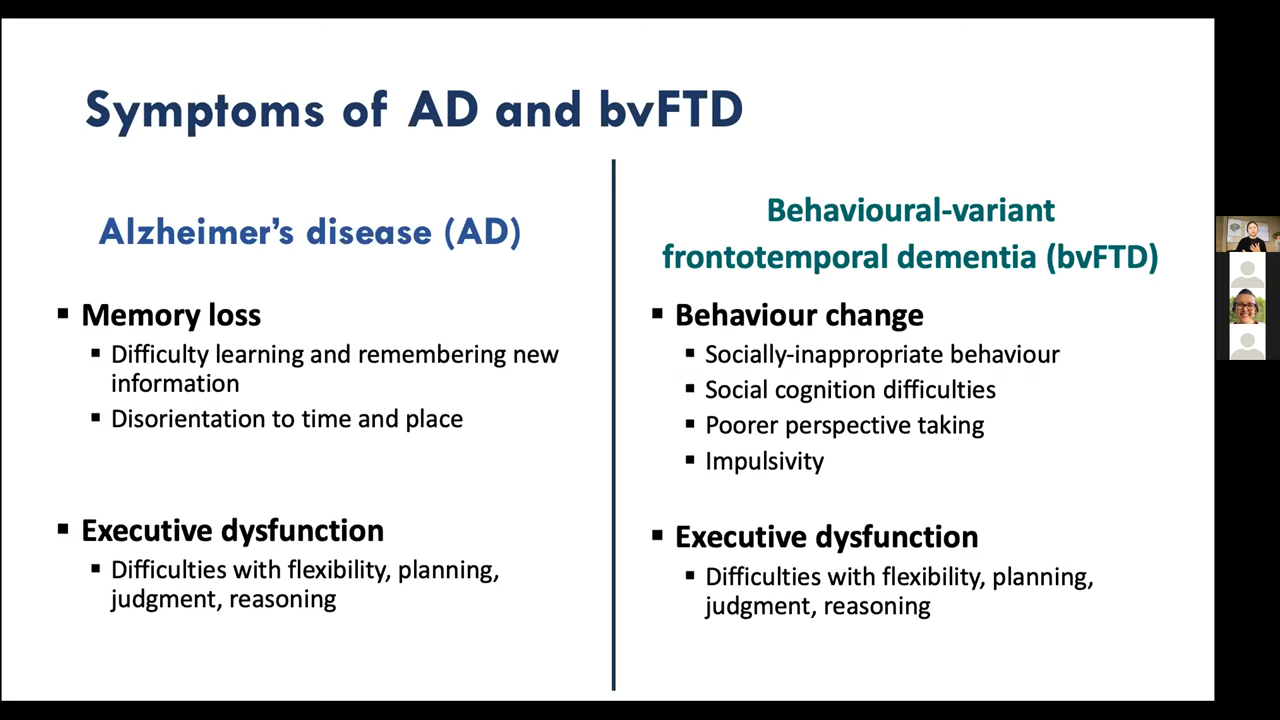 Symptoms of AD and bvFTD
Alzheimer's disease (AD)
▪ Memory loss
▪ Difficulty learning and remembering new
information
▪ Disorientation to time and place
▪ Executive dysfunction
▪ Difficulties with flexibility, planning,
judgment, reasoning
Behavioural-variant
frontotemporal dementia (bvFTD)
▪ Behaviour change
▪ Socially-inappropriate behaviour
▪ Social cognition difficulties
▪ Poorer perspective taking
▪ Impulsivity
▪ Executive dysfunction
▪ Difficulties with flexibility, planning,
judgment, reasoning